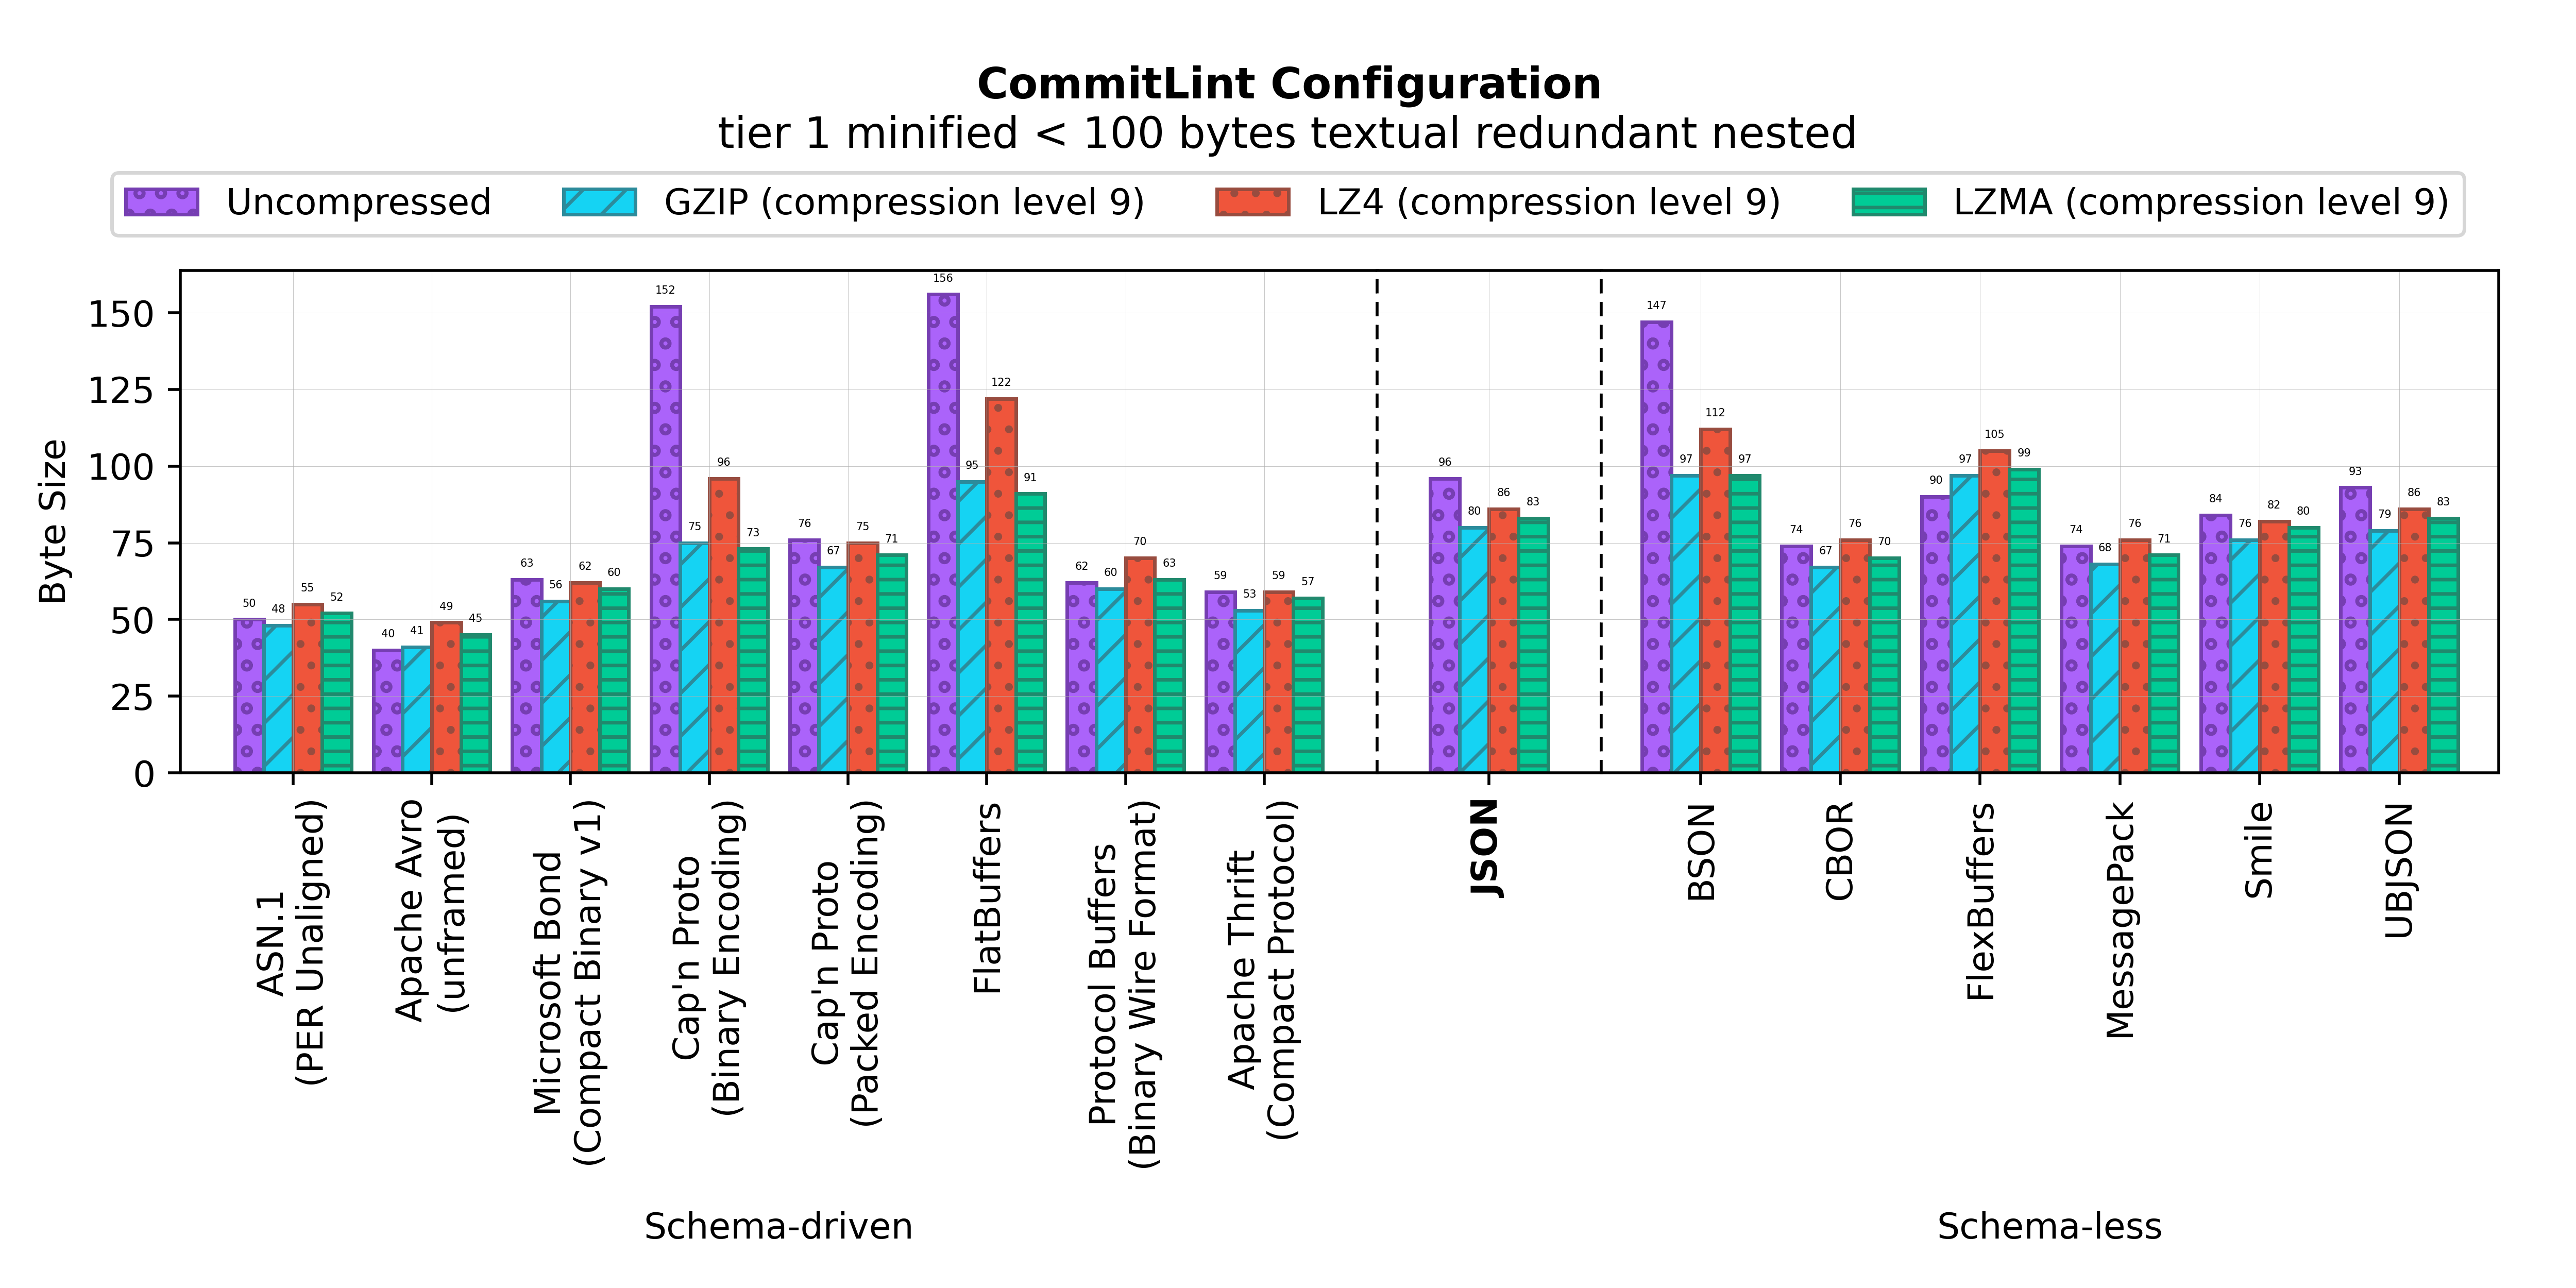 CommitLint Configuration
tier 1 minified < 100 bytes textual redundant nested
Uncompressed
GZIP (compression level 9)
LZ4 (compression level 9)
LZMA (compression level 9)
Byte Size
150
125
100
75
50
25
0
50 48 55 52
40 41 49 45
63 56 62 60
152 75 96 73
76 67 75 71
156 95 122 91
62 60 70 63
59 53 59 57
96 80 86 83
147 97 112 97
74 67 76 70
90 97 105 99
74 68 76 71
84 76 82 80
93 79 86 83
ASN.1
(PER Unaligned)
Apache Avro
(unframed)
Microsoft Bond
(Compact Binary v1)
Cap'n Proto
(Binary Encoding)
Cap'n Proto
(Packed Encoding)
FlatBuffers
Protocol Buffers
(Binary Wire Format)
Apache Thrift
(Compact Protocol)
JSON
BSON
CBOR
FlexBuffers
MessagePack
Smile
UBJSON
Schema-driven
Schema-less